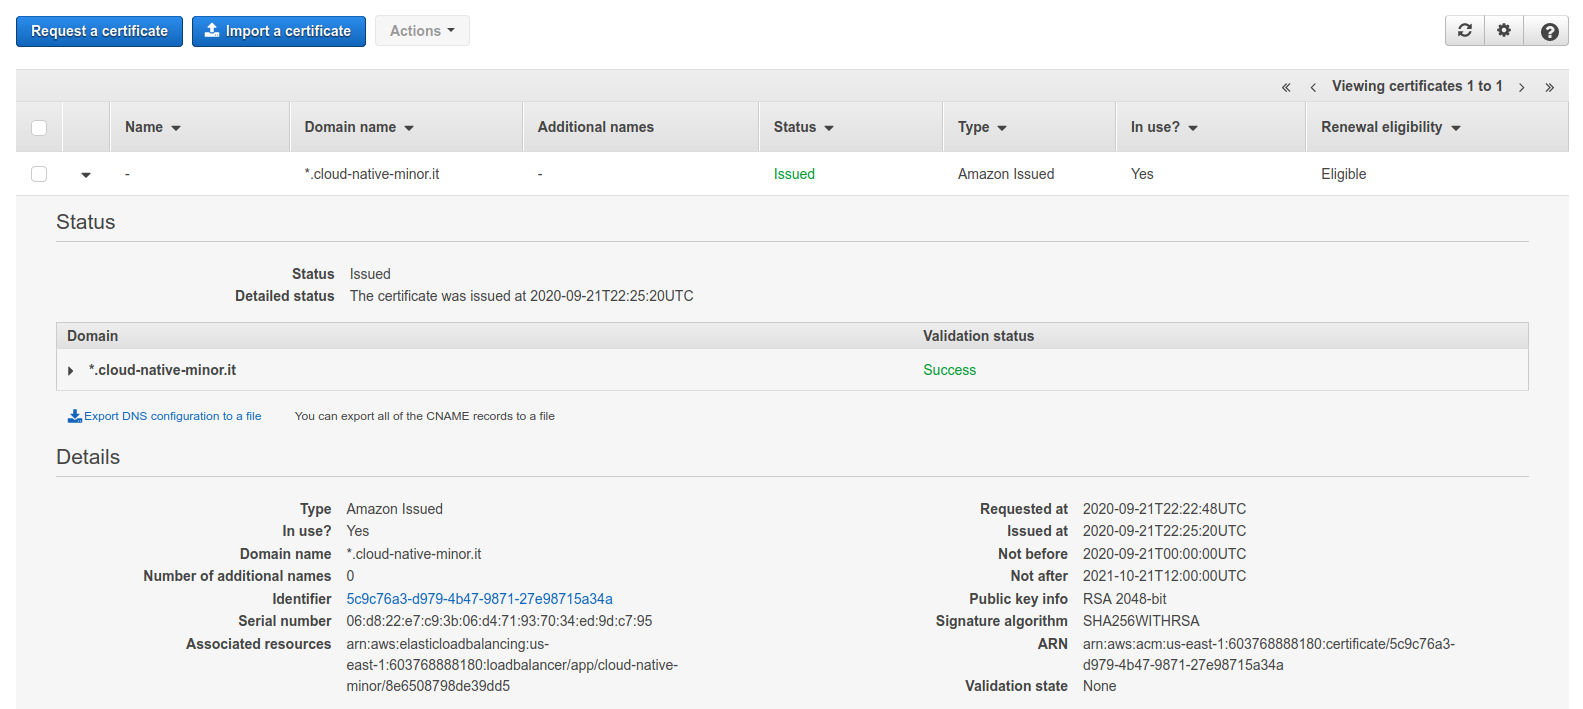 Request a certificate Import a certificate Actions
« ‹ Viewing certificates 1 to 1 › »
Name Domain name Additional names Status Type In use? Renewal eligibility
- *.cloud-native-minor.it - Issued Amazon Issued Yes Eligible
Status
Status Issued
Detailed status The certificate was issued at 2020-09-21T22:25:20UTC
Domain Validation status
*.cloud-native-minor.it Success
Export DNS configuration to a file You can export all of the CNAME records to a file
Details
Type Amazon Issued Requested at 2020-09-21T22:22:48UTC
In use? Yes Issued at 2020-09-21T22:25:20UTC
Domain name *.cloud-native-minor.it Not before 2020-09-21T00:00:00UTC
Number of additional names 0 Not after 2021-10-21T12:00:00UTC
Identifier 5c9c76a3-d979-4b47-9871-27e98715a34a Public key info RSA 2048-bit
Serial number 06:d8:22:e7:c9:3b:06:d4:71:93:70:34:ed:9d:c7:95 Signature algorithm SHA256WITHRSA
Associated resources arn:aws:elasticloadbalancing:us- ARN arn:aws:acm:us-east-1:603768888180:certificate/5c9c76a3-
east-1:603768888180:loadbalancer/app/cloud-native- d979-4b47-9871-27e98715a34a
minor/8e6508798de39dd5 Validation state None